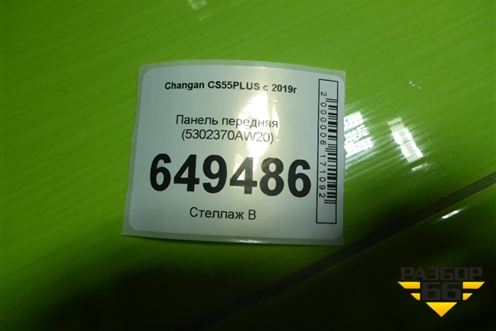 Changan CS55PLUS с 2019г
Панель передняя
(5302370AW20)
649486
Стеллаж В
2000006171092
РАЗБОР
66